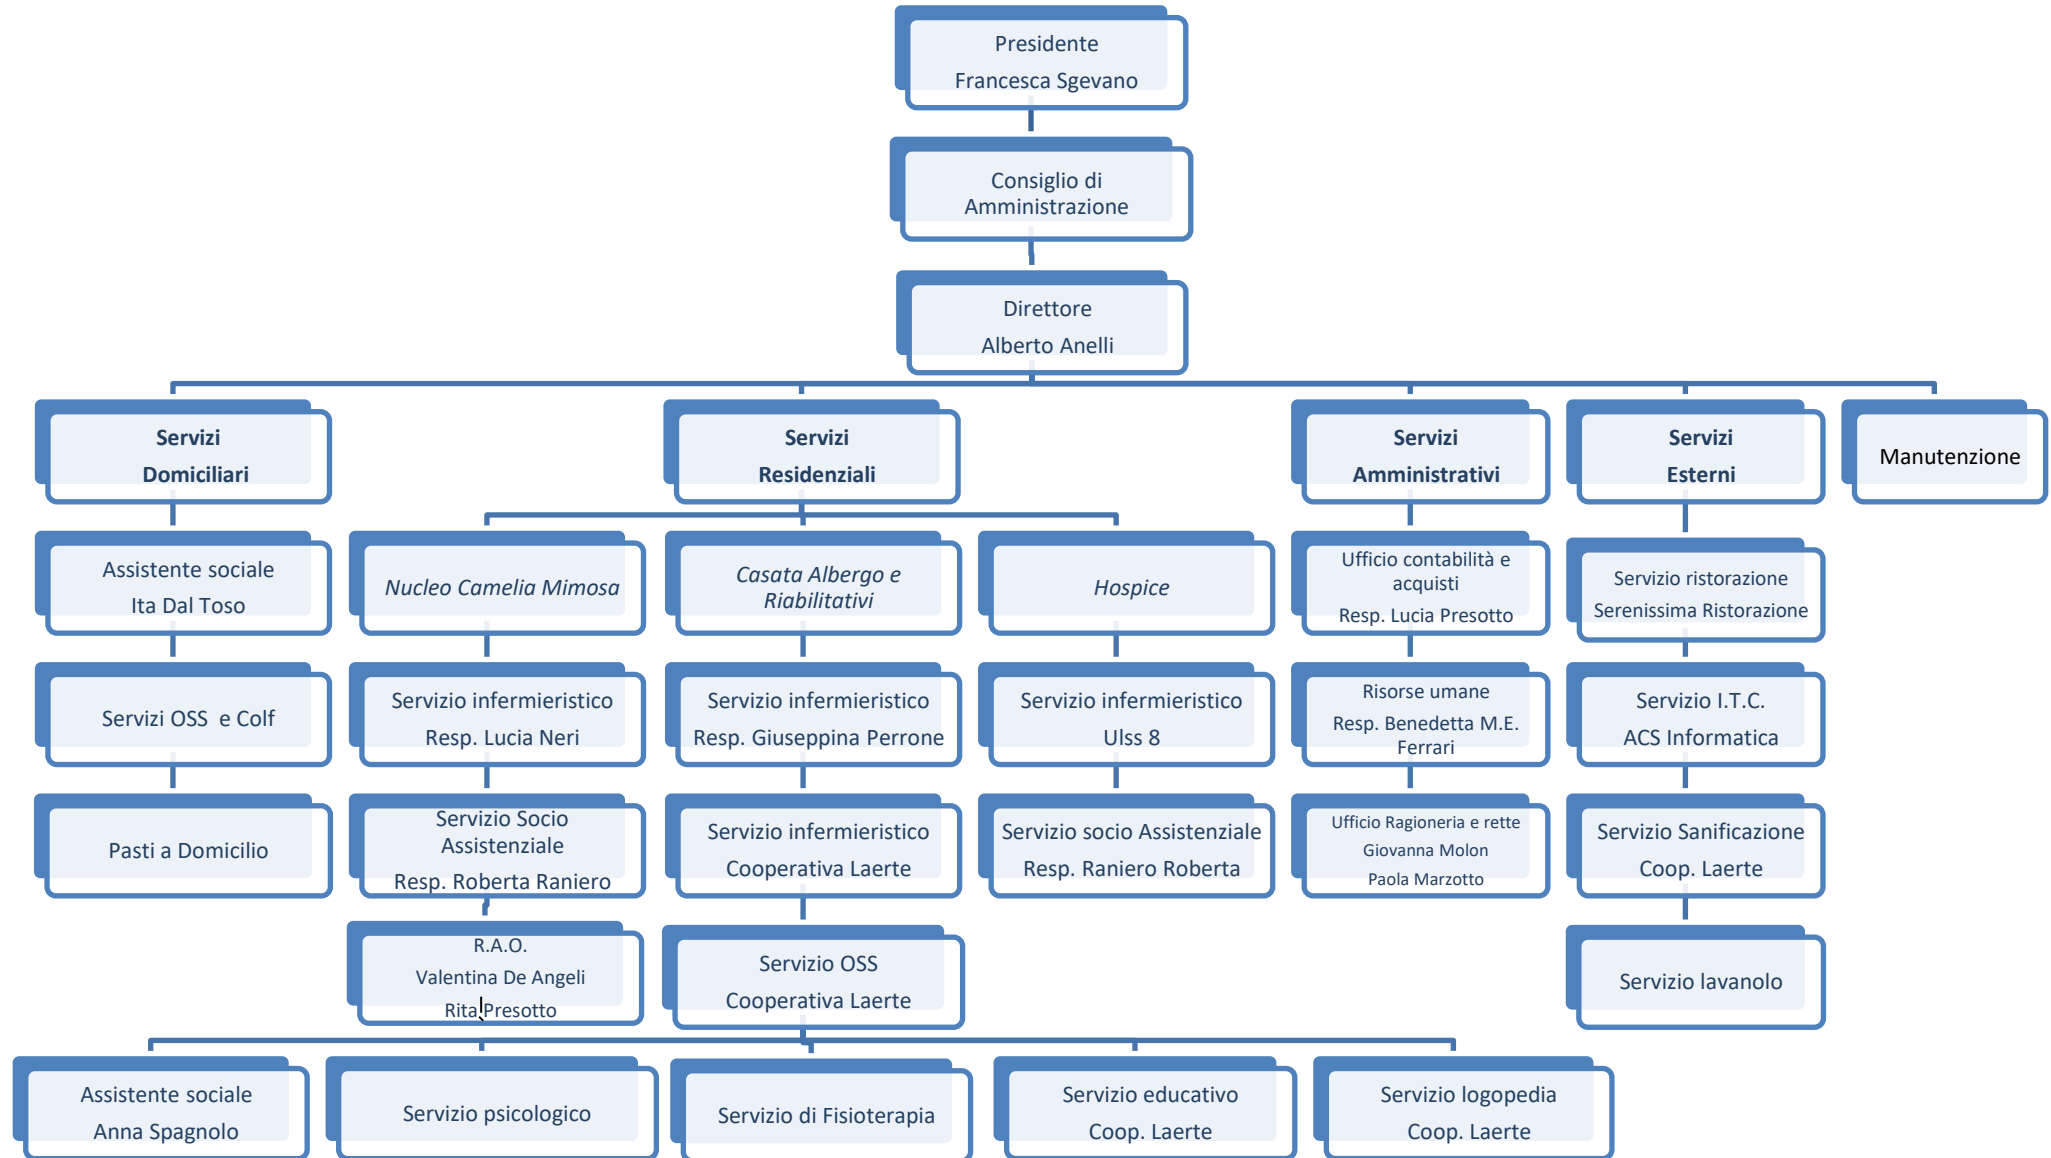 Presidente
Francesca Sgevano
Consiglio di
Amministrazione
Direttore
Alberto Anelli
Servizi
Domiciliari
Servizi
Residenziali
Servizi
Amministrativi
Servizi
Esterni
Manutenzione
Assistente sociale
Ita Dal Toso
Nucleo Camelia Mimosa
Casata Albergo e
Riabilitativi
Hospice
Ufficio contabilità e
acquisti
Resp. Lucia Presotto
Servizio ristorazione
Serenissima Ristorazione
Servizi OSS  e Colf
Servizio infermieristico
Resp. Lucia Neri
Servizio infermieristico
Resp. Giuseppina Perrone
Servizio infermieristico
Ulss 8
Risorse umane
Resp. Benedetta M.E.
Ferrari
Servizio I.T.C.
ACS Informatica
Pasti a Domicilio
Servizio Socio
Assistenziale
Resp. Roberta Raniero
Servizio infermieristico
Cooperativa Laerte
Servizio socio Assistenziale
Resp. Raniero Roberta
Ufficio Ragioneria e rette
Giovanna Molon
Paola Marzotto
Servizio Sanificazione
Coop. Laerte
R.A.O.
Valentina De Angeli
Rita Presotto
Servizio OSS
Cooperativa Laerte
Servizio lavanolo
Assistente sociale
Anna Spagnolo
Servizio psicologico
Servizio di Fisioterapia
Servizio educativo
Coop. Laerte
Servizio logopedia
Coop. Laerte